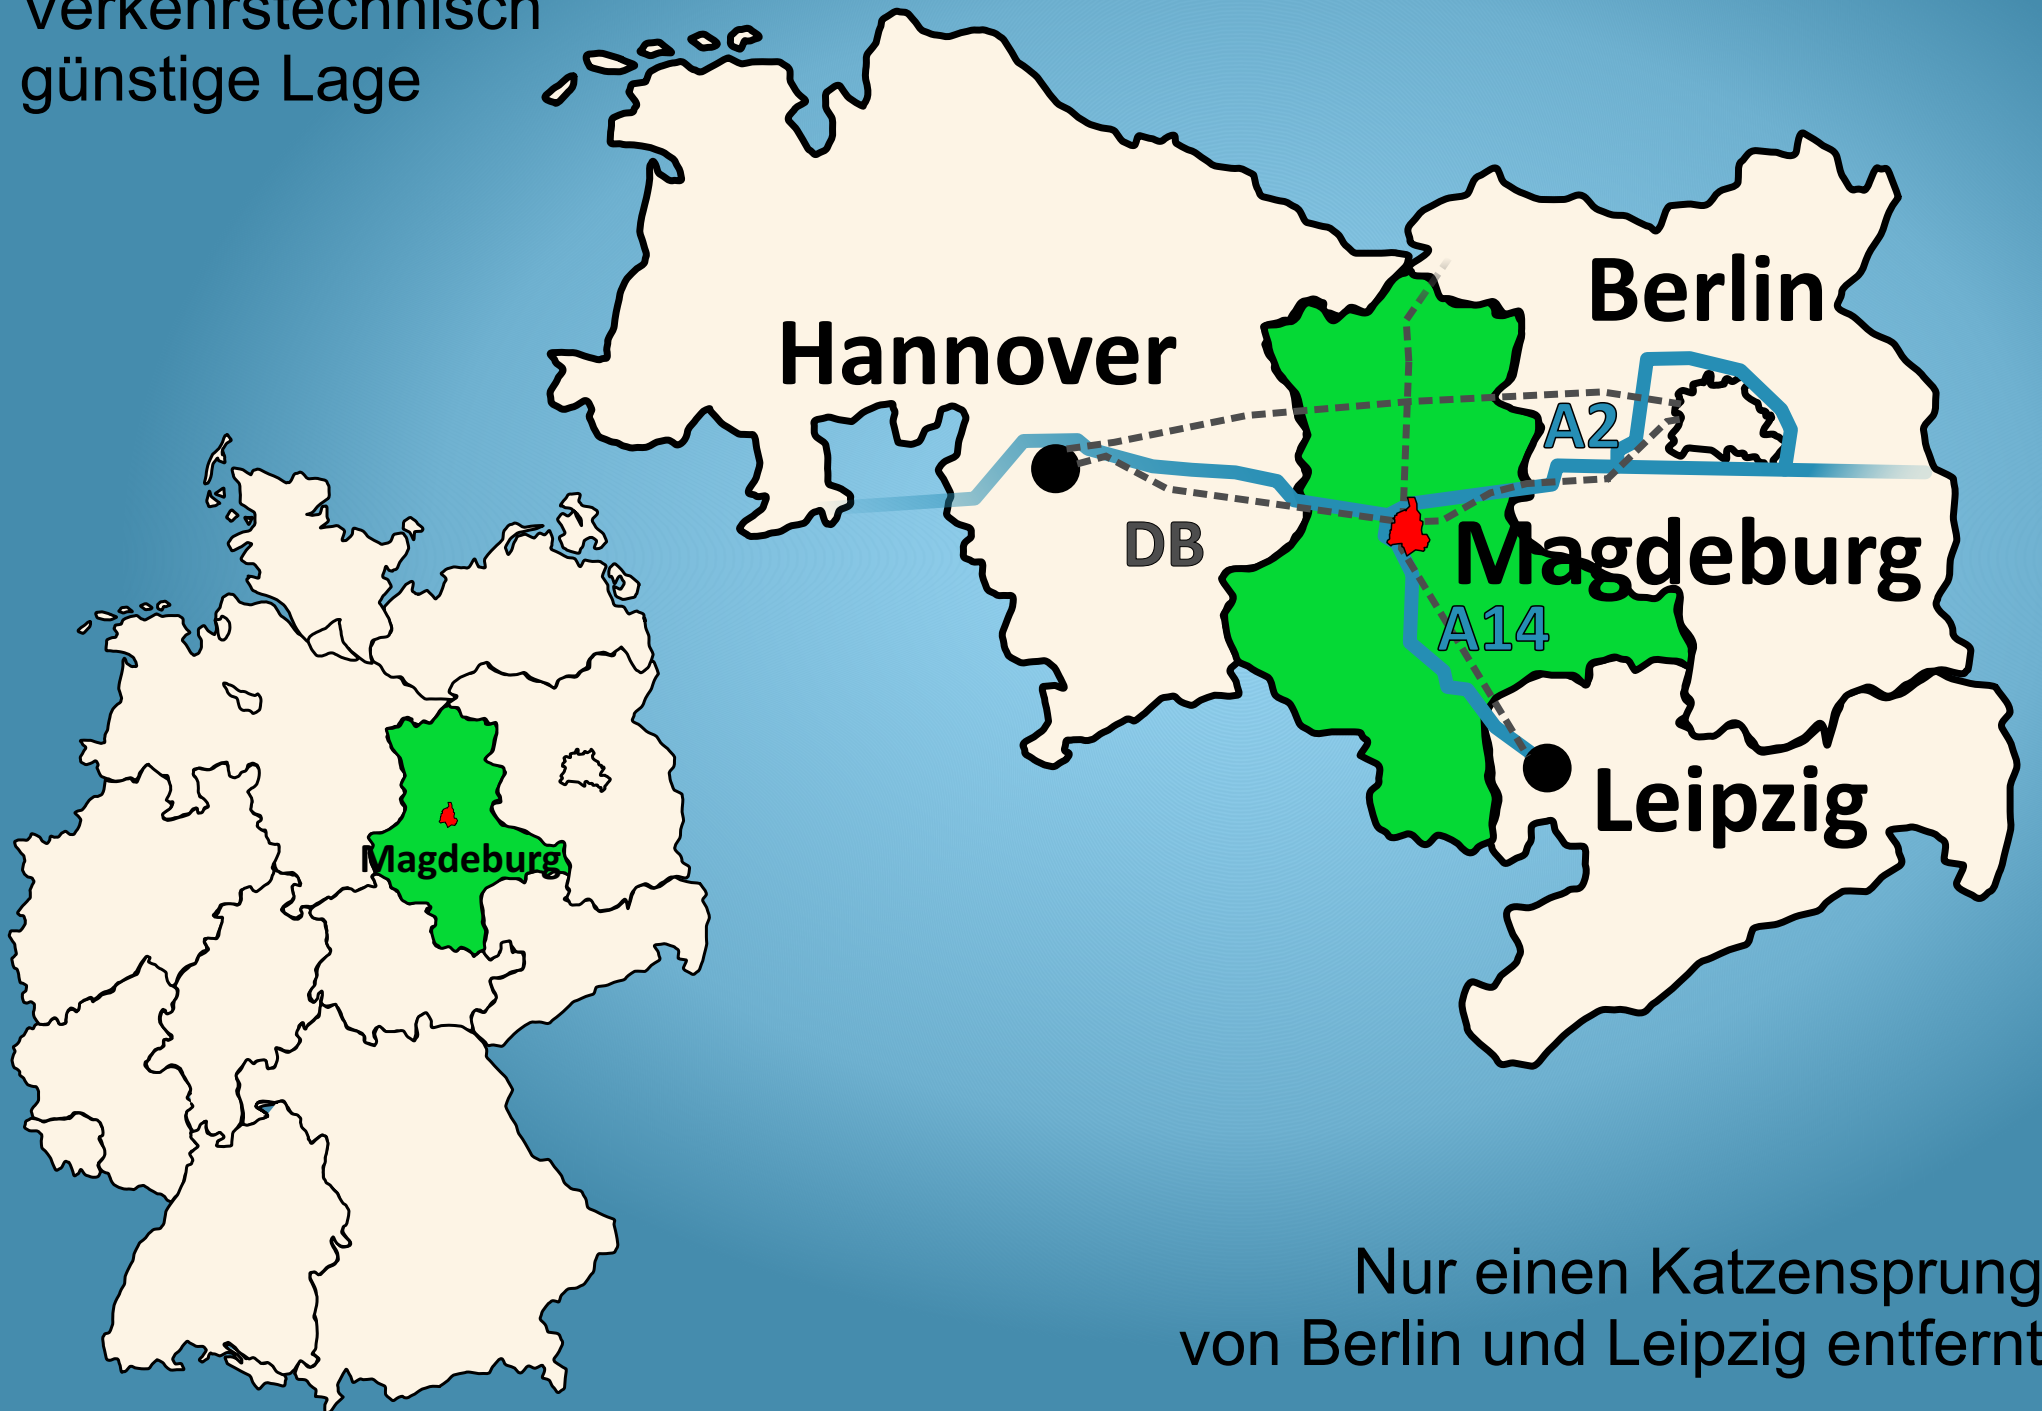 Verkehrstechnisch
günstige Lage
Berlin
Hannover
A2
DB
Magdeburg
A14
Leipzig
Magdeburg
Nur einen Katzensprung
von Berlin und Leipzig entfernt